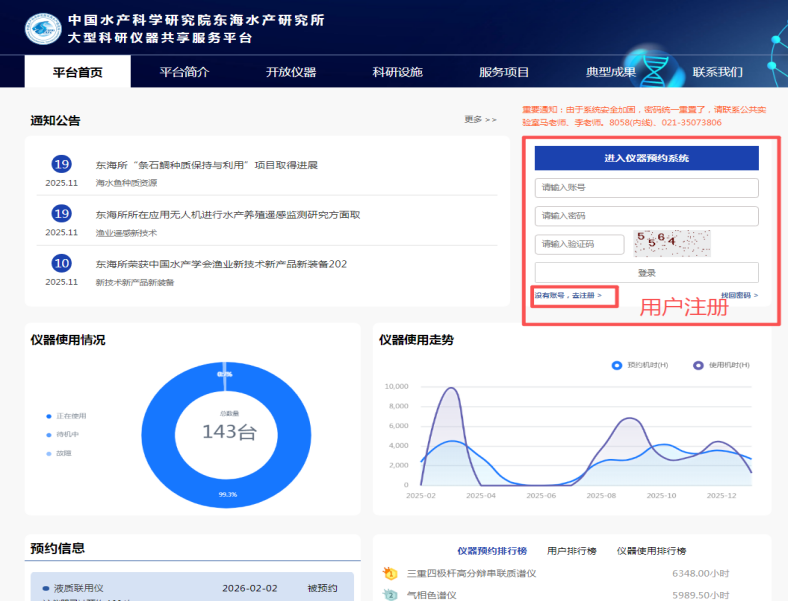 中国水产科学研究院东海水产研究所
大型科研仪器共享服务平台
平台首页 平台简介 开放仪器 科研设施 服务项目 典型成果 联系我们
通知公告
更多 >>
19
2025.11
东海所“条石鲷种质保持与利用”项目取得进展
海水鱼种质资源
19
2025.11
东海所所在应用无人机进行水产养殖遥感监测研究方面取
渔业遥感新技术
10
2025.11
东海所荣获中国水产学会渔业新技术新产品新装备202
新技术新产品新装备
重要通知：由于系统安全加固，密码统一重置了，请联系公共实
验室马老师、李老师。8058(内线)、021-35073806
进入仪器预约系统
请输入账号
请输入密码
请输入验证码
5 5 6 4
登录
没有账号，去注册 >
找回密码 >
用户注册
仪器使用情况
正在使用
待机中
故障
总数量
143台
99.3%
仪器使用走势
预约机时(H) 使用机时(H)
10,000
8,000
6,000
4,000
2,000
0
2025-02 2025-04 2025-06 2025-08 2025-10 2025-12
预约信息
液质联用仪 2026-02-02 被预约
仪器预约排行榜 用户排行榜 仪器使用排行榜
1 三重四极杆高分辩串联质谱仪 6348.00小时
2 气相色谱仪 5989.50小时